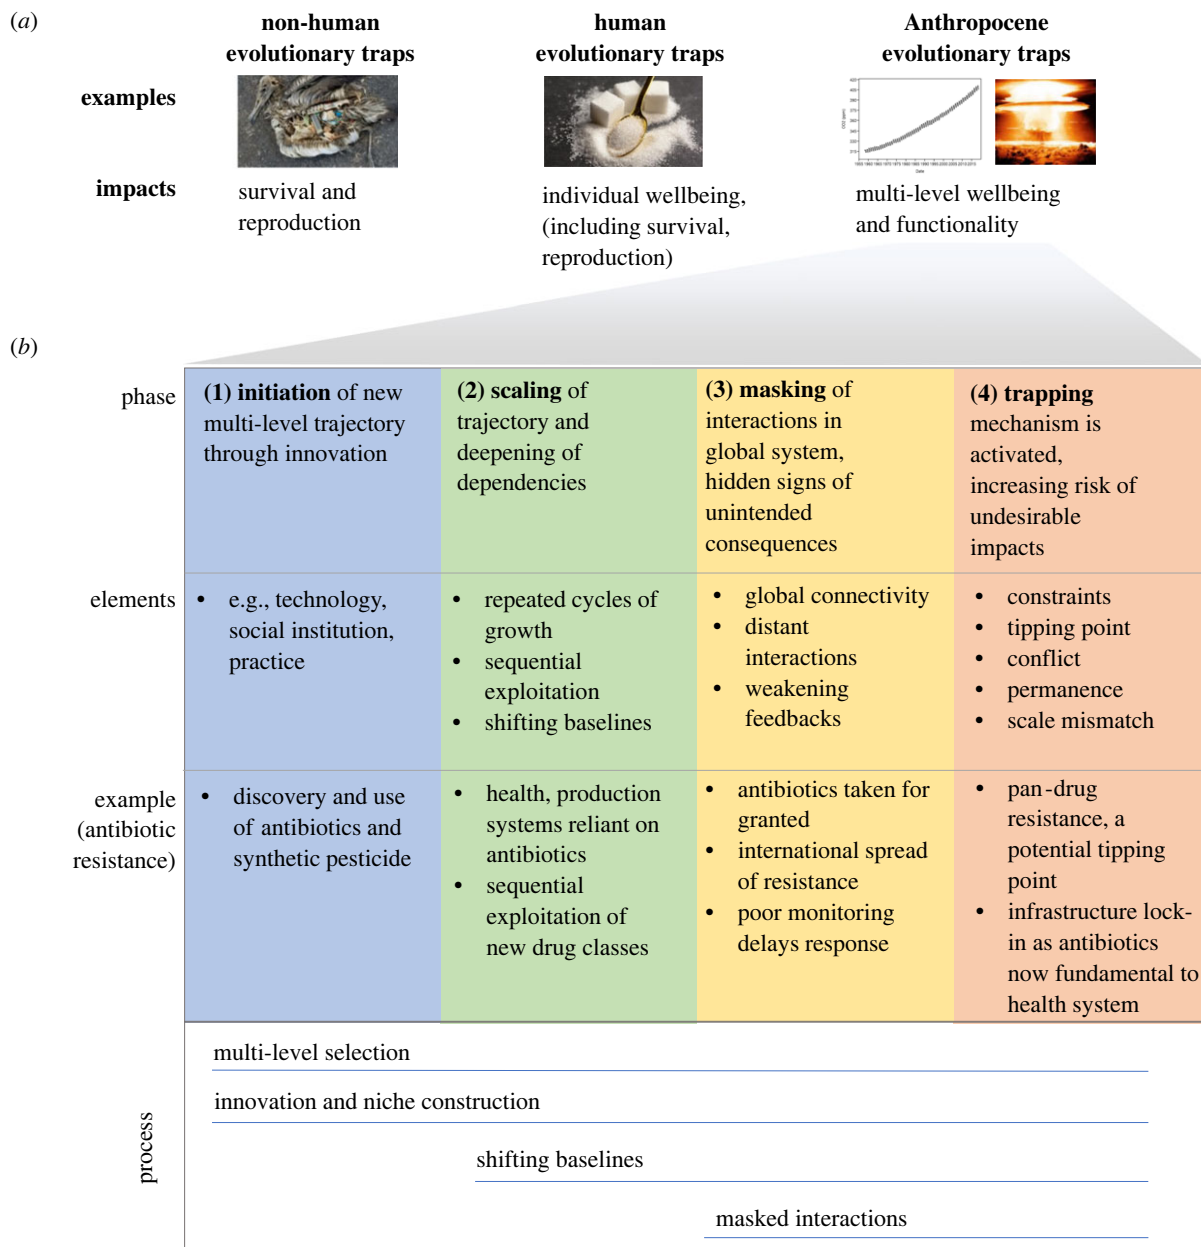 (a)
non-human
evolutionary traps
human
evolutionary traps
Anthropocene
evolutionary traps
examples
CO2 (ppm)
Date
impacts
survival and
reproduction
individual wellbeing,
(including survival,
reproduction)
multi-level wellbeing
and functionality
(b)
phase
(1) initiation of new
multi-level trajectory
through innovation
(2) scaling of
trajectory and
deepening of
dependencies
(3) masking of
interactions in
global system,
hidden signs of
unintended
consequences
(4) trapping
mechanism is
activated,
increasing risk of
undesirable
impacts
elements
• e.g., technology,
social institution,
practice
• repeated cycles of
growth
• sequential
exploitation
• shifting baselines
• global connectivity
• distant
interactions
• weakening
feedbacks
• constraints
• tipping point
• conflict
• permanence
• scale mismatch
example
(antibiotic
resistance)
• discovery and use
of antibiotics and
synthetic pesticide
• health, production
systems reliant on
antibiotics
• sequential
exploitation of
new drug classes
• antibiotics taken for
granted
• international spread
of resistance
• poor monitoring
delays response
• pan-drug
resistance, a
potential tipping
point
• infrastructure lock-
in as antibiotics
now fundamental to
health system
process
multi-level selection
innovation and niche construction
shifting baselines
masked interactions